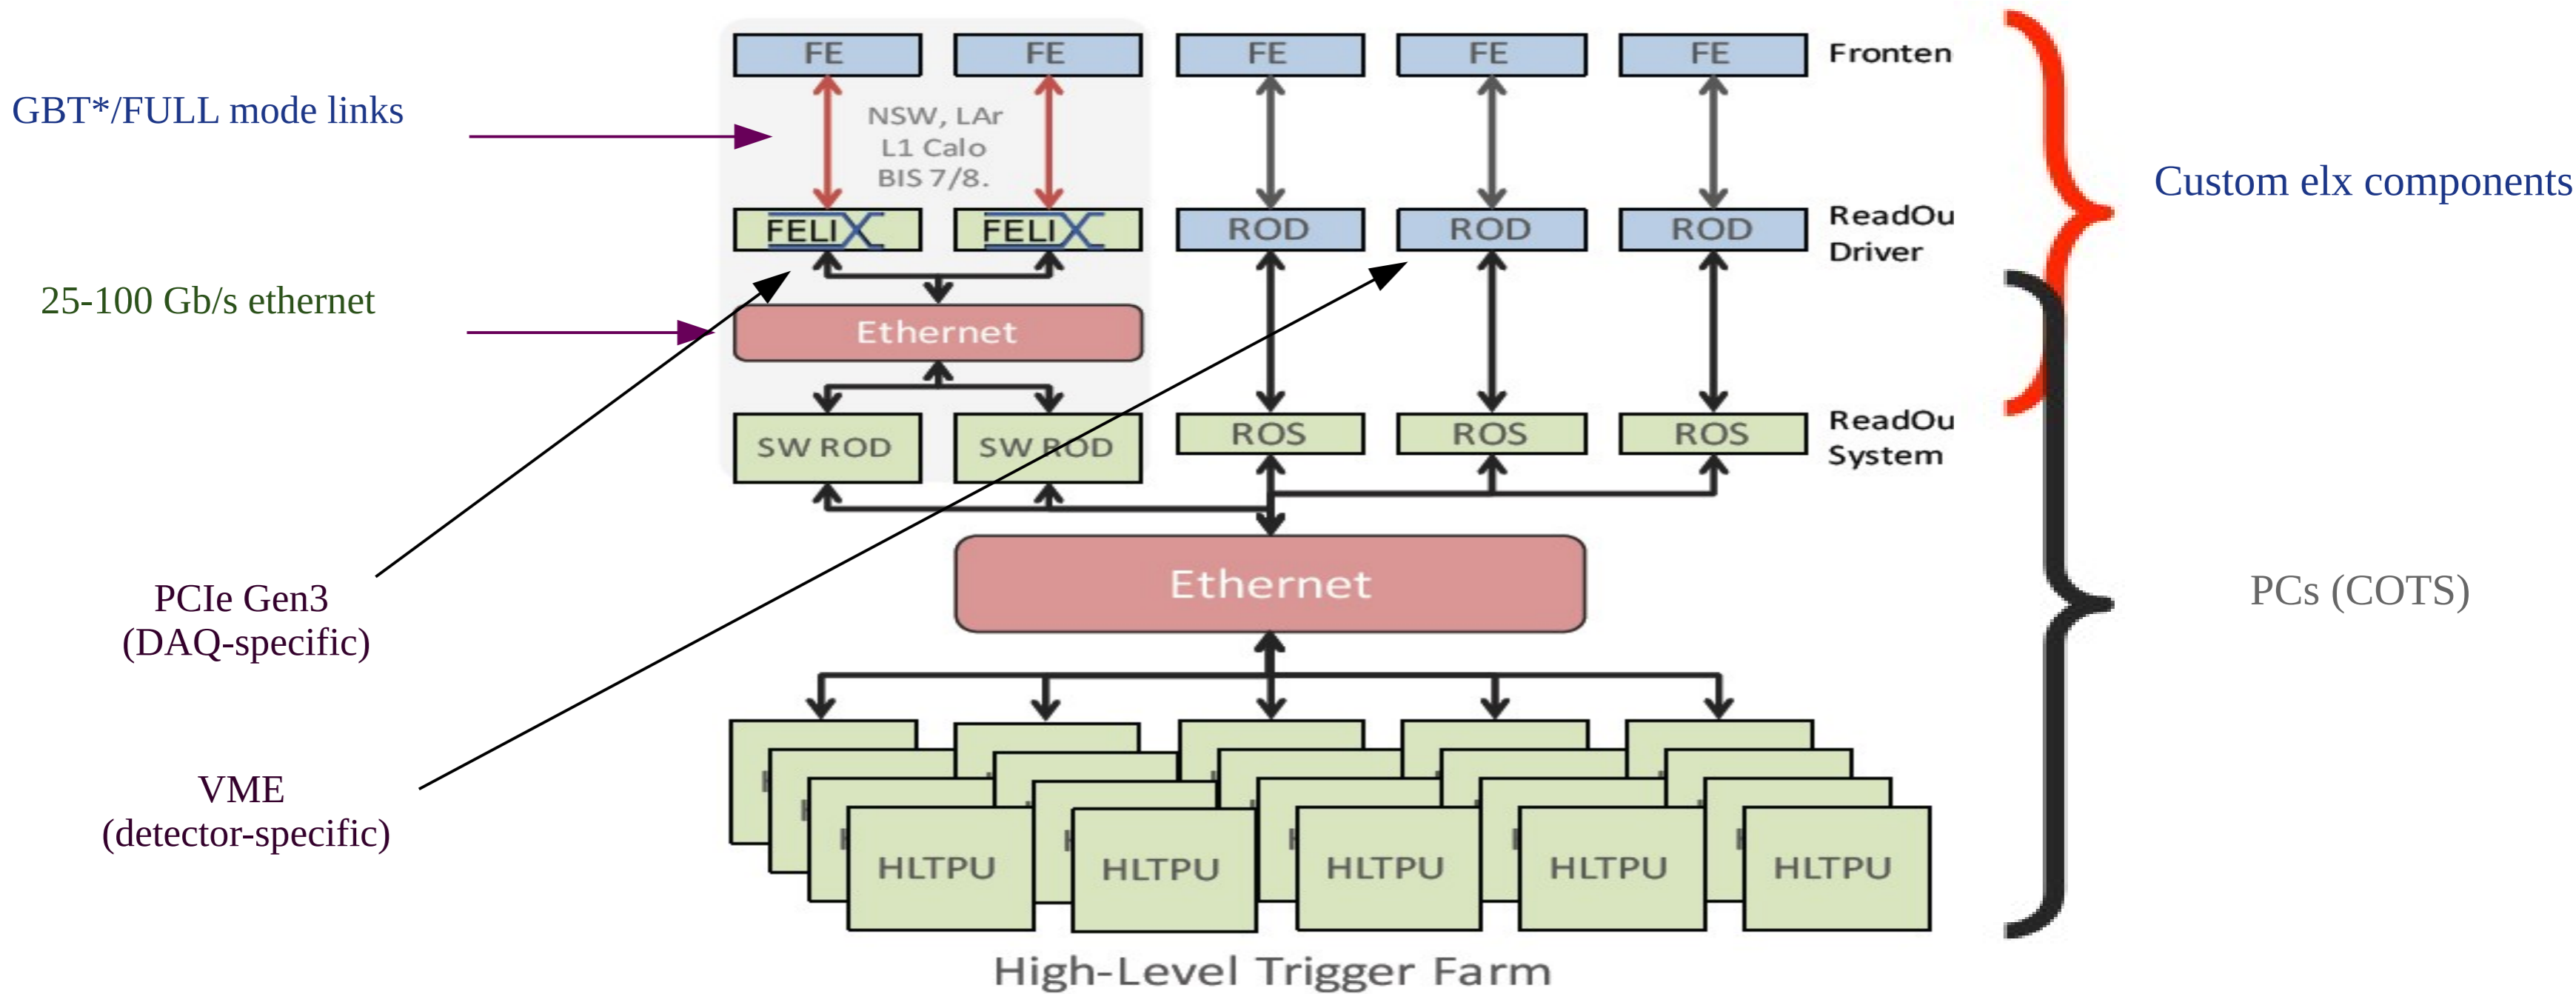 FE
FE
FE
FE
FE
Fronten
GBT*/FULL mode links
NSW, LAr
L1 Calo
BIS 7/8.
Custom elx components
FELIX
FELIX
ROD
ROD
ROD
ReadOu
Driver
25-100 Gb/s ethernet
Ethernet
SW ROD
SW ROD
ROS
ROS
ROS
ReadOu
System
Ethernet
PCIe Gen3
(DAQ-specific)
PCs (COTS)
VME
(detector-specific)
HLTPU
HLTPU
HLTPU
HLTPU
HLTPU
High-Level Trigger Farm